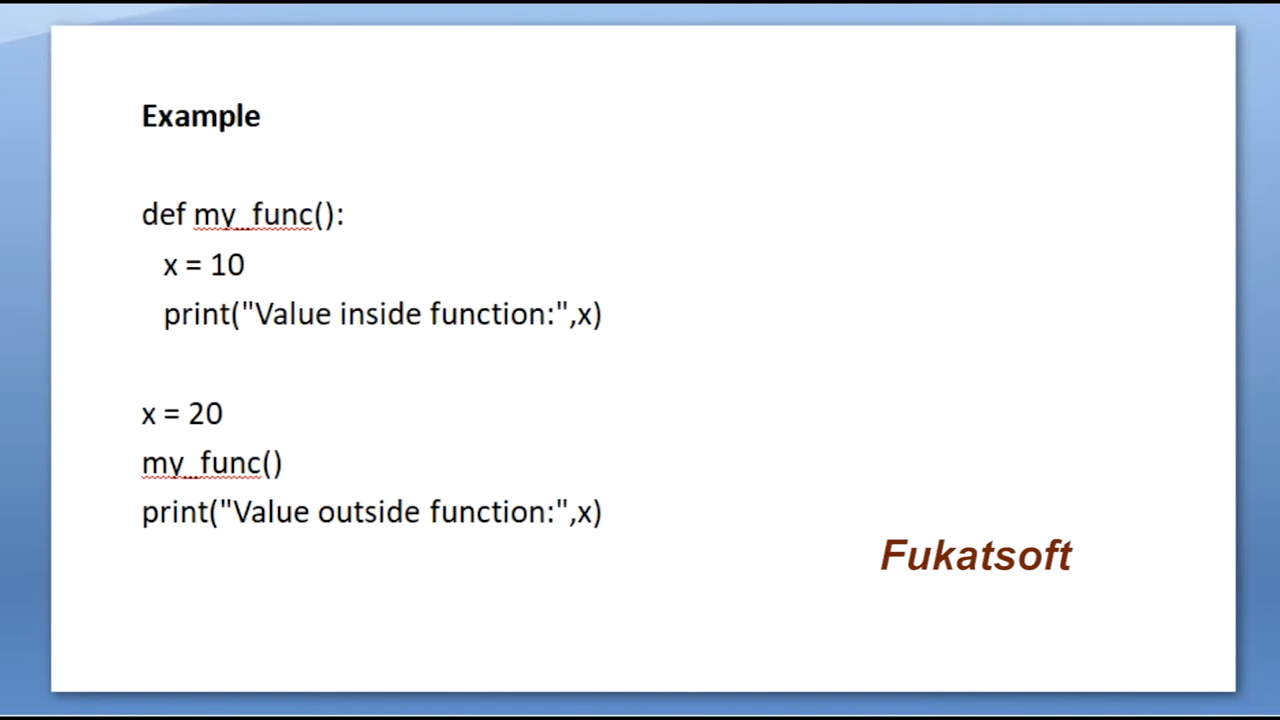 Example
def my_func():
x = 10
print("Value inside function:",x)
x = 20
my_func()
print("Value outside function:",x)
Fukatsoft